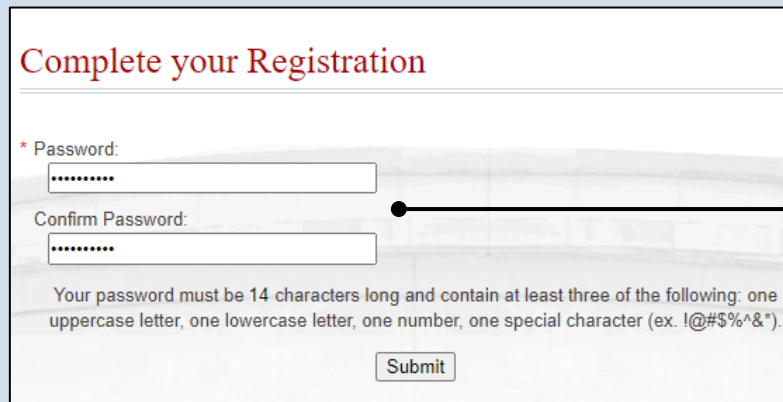 Complete your Registration
* Password:
••••••••••
Confirm Password:
••••••••••
Your password must be 14 characters long and contain at least three of the following: one
uppercase letter, one lowercase letter, one number, one special character (ex. !@#$%^&*).
Submit